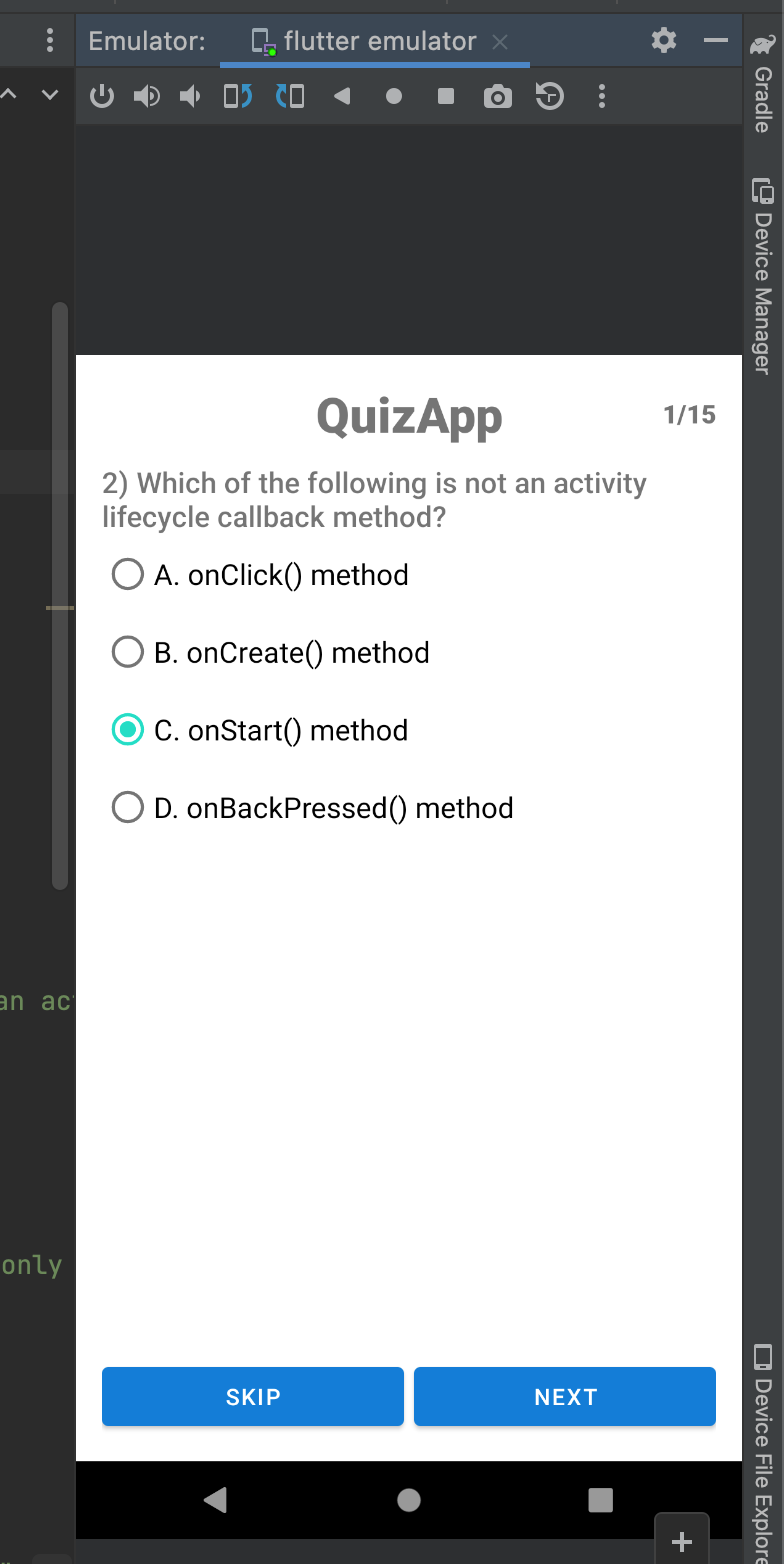 Emulator:
flutter emulator
Gradle
Device Manager
QuizApp
1/15
2) Which of the following is not an activity
lifecycle callback method?
A. onClick() method
B. onCreate() method
C. onStart() method
D. onBackPressed() method
an ac
only
SKIP
NEXT
Device File Explore
+